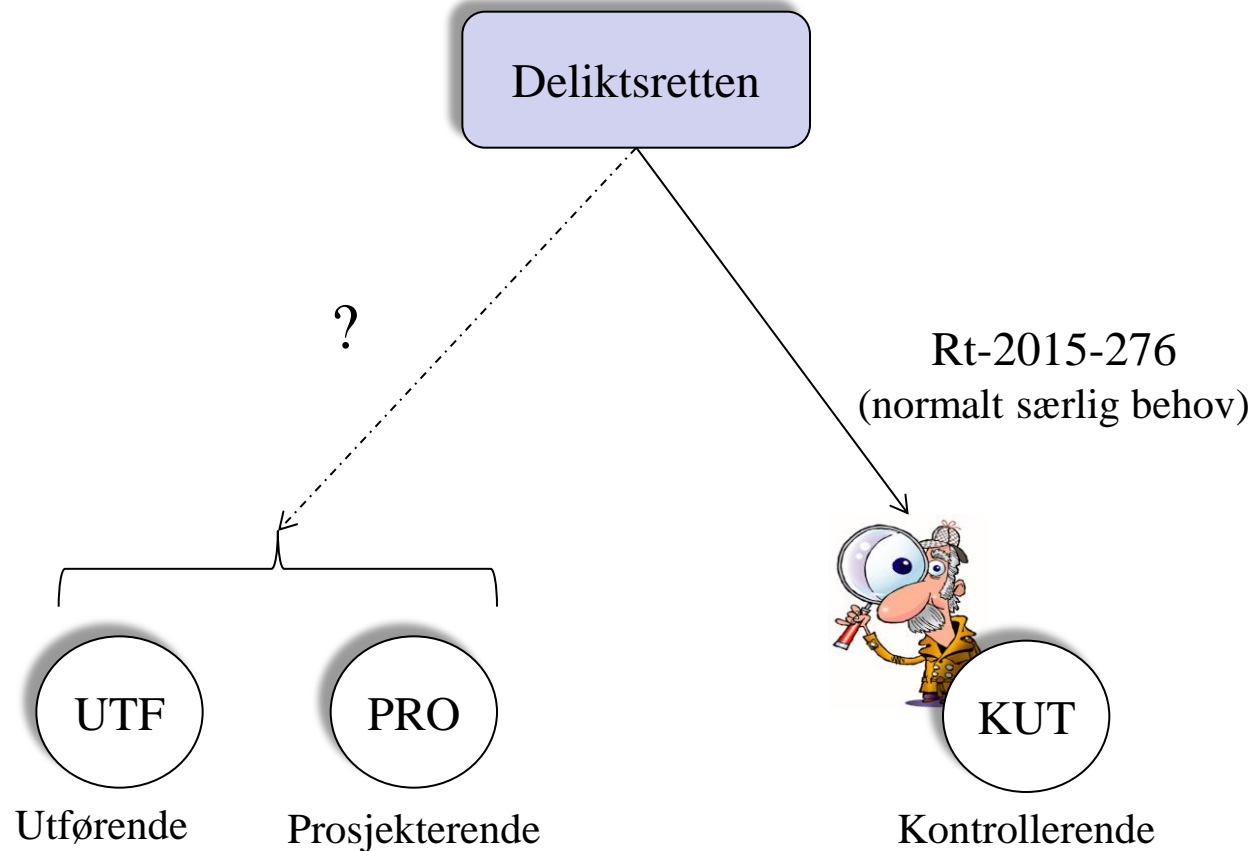 Deliktsretten
?
Rt-2015-276
(normalt særlig behov)
UTF
PRO
KUT
Utførende
Prosjekterende
Kontrollerende